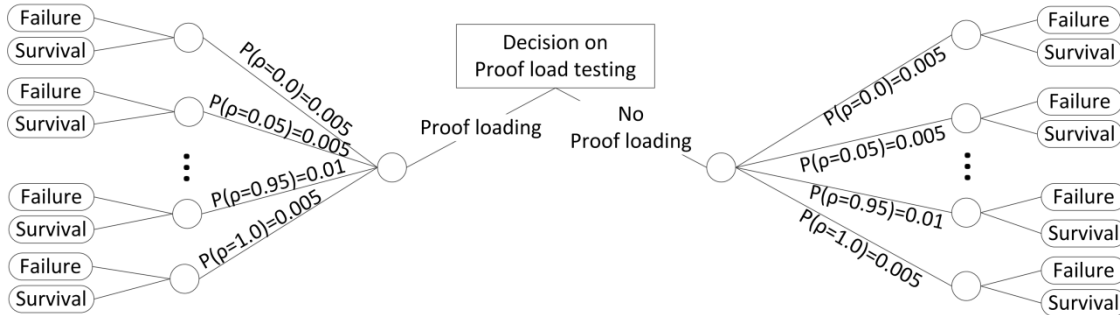 Decision on
Proof load testing
Proof loading
No
Proof loading
Failure
Survival
P(ρ=0.0)=0.005
Failure
Survival
P(ρ=0.05)=0.005
Failure
Survival
P(ρ=0.95)=0.01
Failure
Survival
P(ρ=1.0)=0.005
P(ρ=0.0)=0.005
Failure
Survival
P(ρ=0.05)=0.005
Failure
Survival
P(ρ=0.95)=0.01
Failure
Survival
P(ρ=1.0)=0.005
Failure
Survival